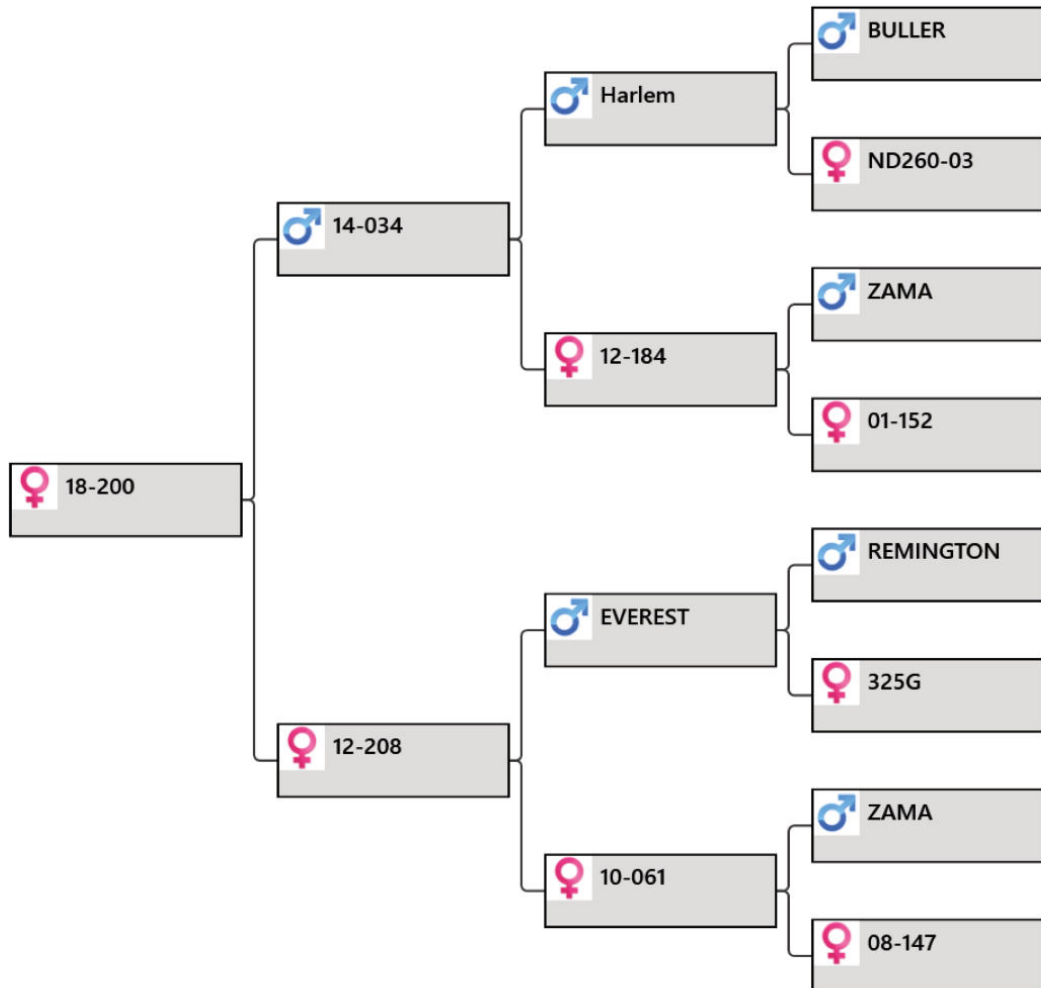 BULLER
Harlem
ND260-03
14-034
ZAMA
12-184
01-152
18-200
REMINGTON
EVEREST
325G
12-208
ZAMA
10-061
08-147